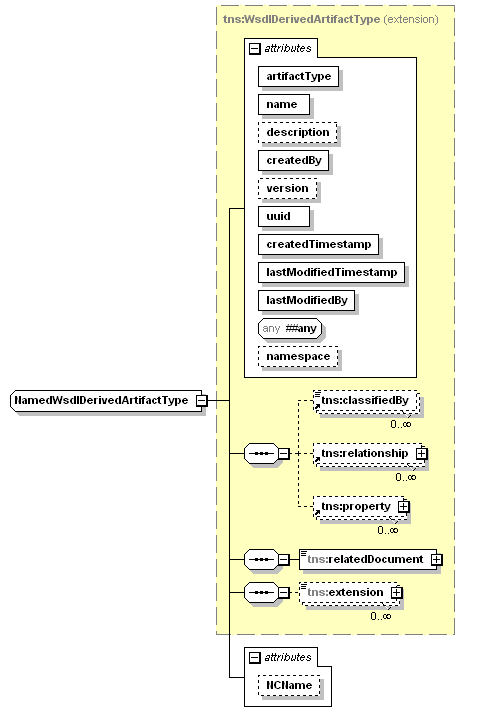 tns:WsdlDerivedArtifactType (extension)
attributes
artifactType
name
description
createdBy
version
uuid
createdTimestamp
lastModifiedTimestamp
lastModifiedBy
any ##any
namespace
NamedWsdlDerivedArtifactType
tns:classifiedBy
0..∞
tns:relationship
0..∞
tns:property
0..∞
tns:relatedDocument
tns:extension
0..∞
attributes
NCName